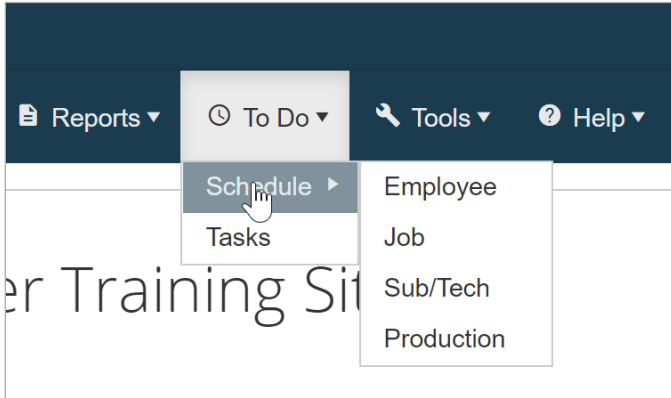 Reports To Do Tools Help
Schedule Employee
Tasks Job
er Training Sit
Sub/Tech
Production